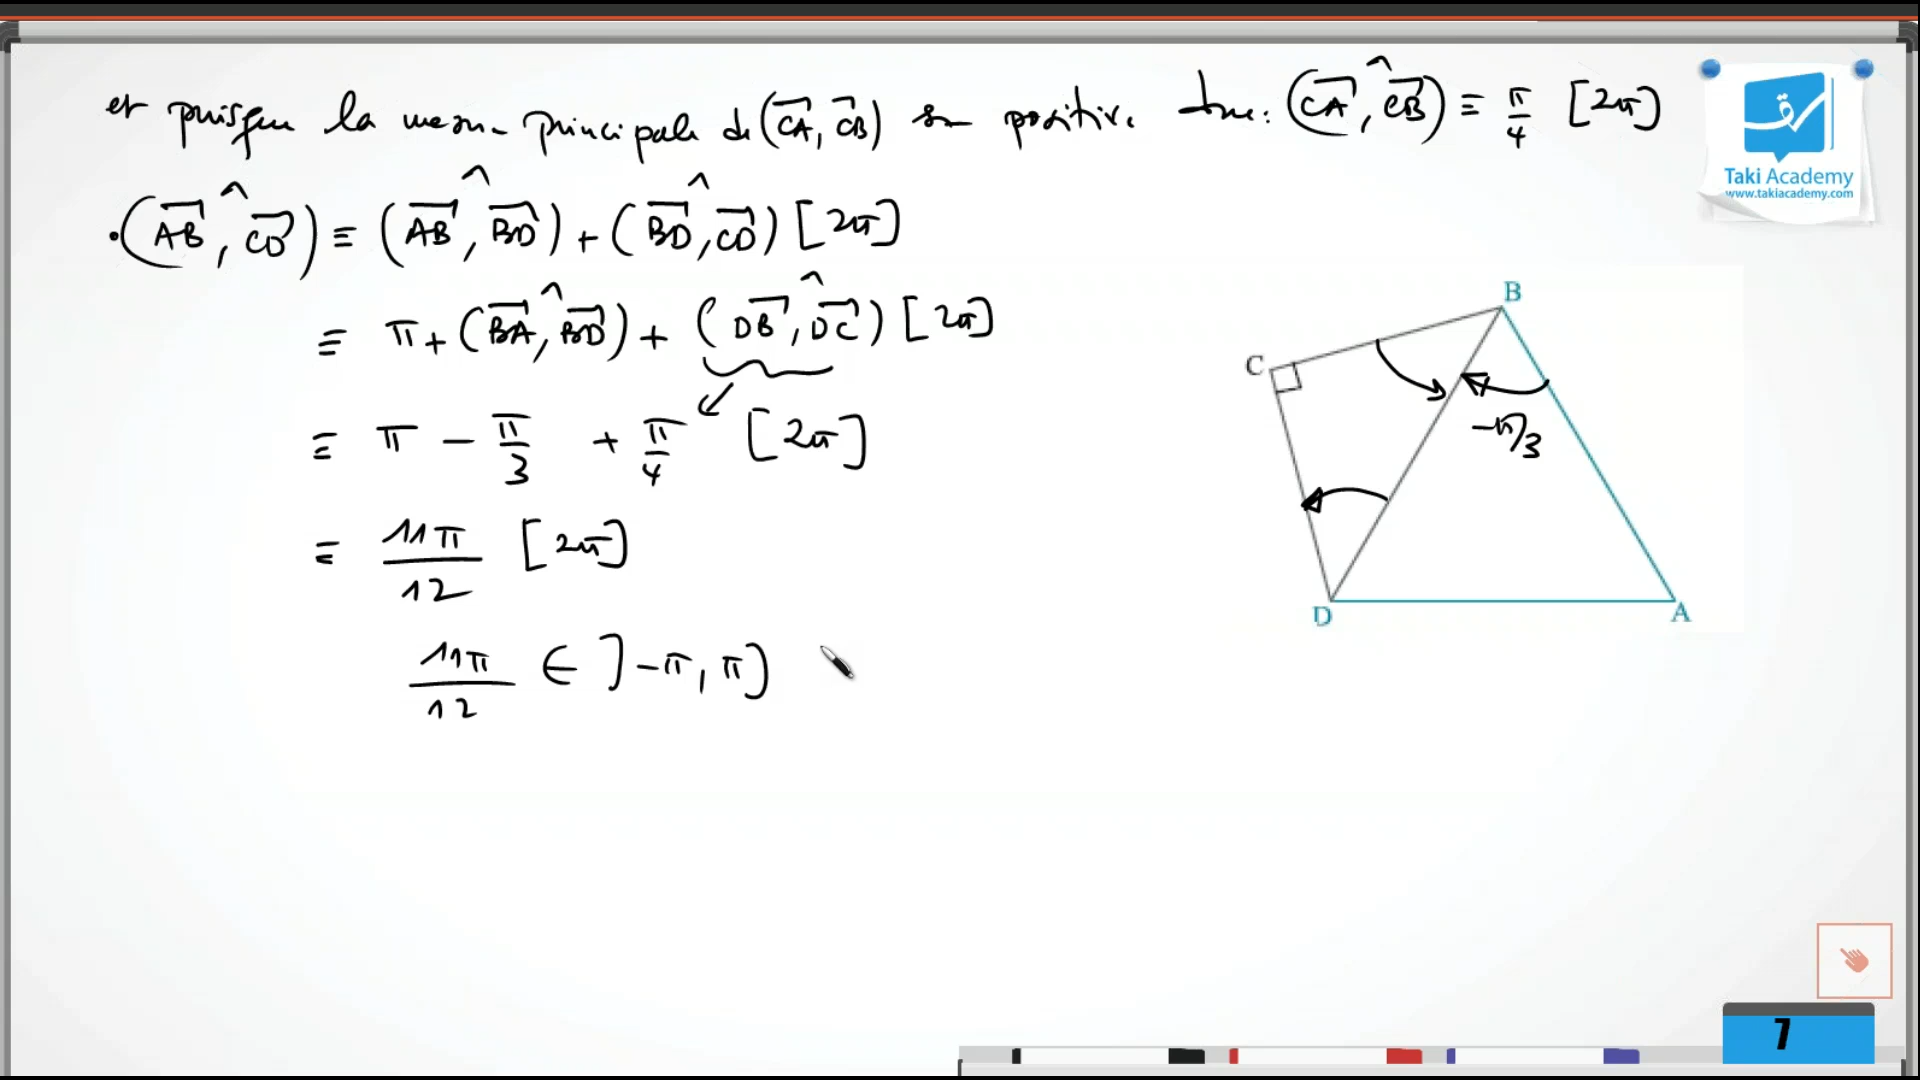 et puisque la mesure principale de (CA, CB) est positive donc: (CA, CB) ≡ π/4 [2π]
Taki Academy
www.takiacademy.com
• (AB, CD) ≡ (AB, BD) + (BD, CD) [2π]
≡ π + (BA, BD) + (DB, DC) [2π]
≡ π - π/3 + π/4 [2π]
≡ 11π/12 [2π]
11π/12 ∈ ]-π, π]
B
C
-π/3
D
A
7